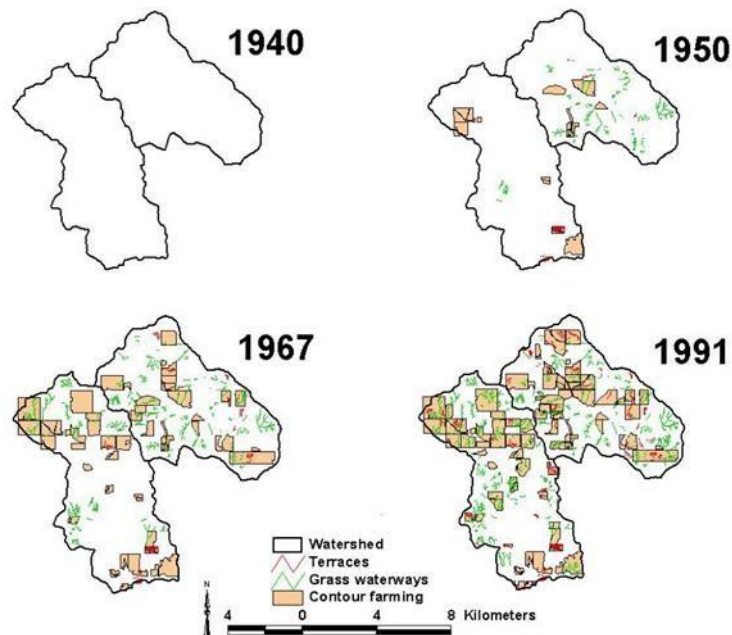 1940
1950
1967
1991
Watershed
Terraces
Grass waterways
Contour farming
N
4 0 4 8 Kilometers